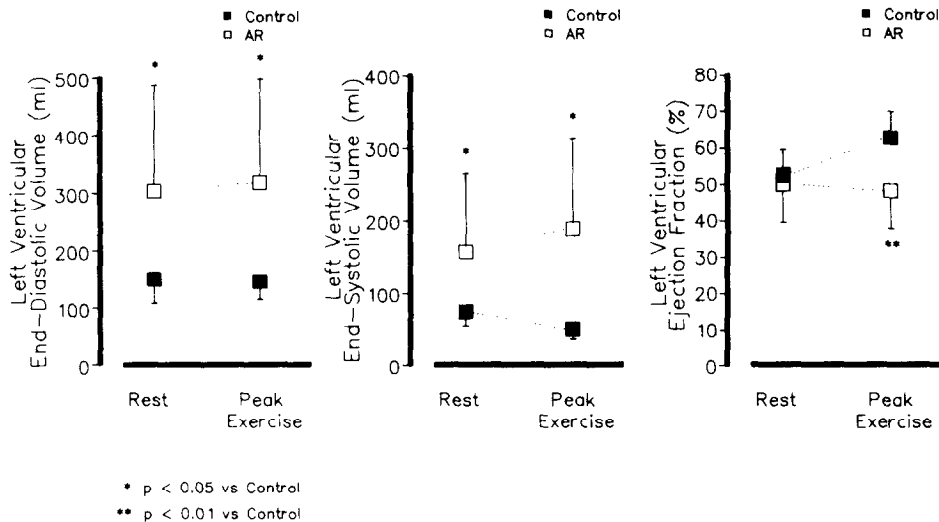 ■ Control
□ AR
Left Ventricular
End-Diastolic Volume (ml)
500
400
300
200
100
0
*
*
Rest
Peak
Exercise
■ Control
□ AR
Left Ventricular
End-Systolic Volume (ml)
400
300
200
100
0
*
*
Rest
Peak
Exercise
■ Control
□ AR
Left Ventricular
Ejection Fraction (%)
80
70
60
50
40
30
20
10
0
**
Rest
Peak
Exercise
* p < 0.05 vs Control
** p < 0.01 vs Control